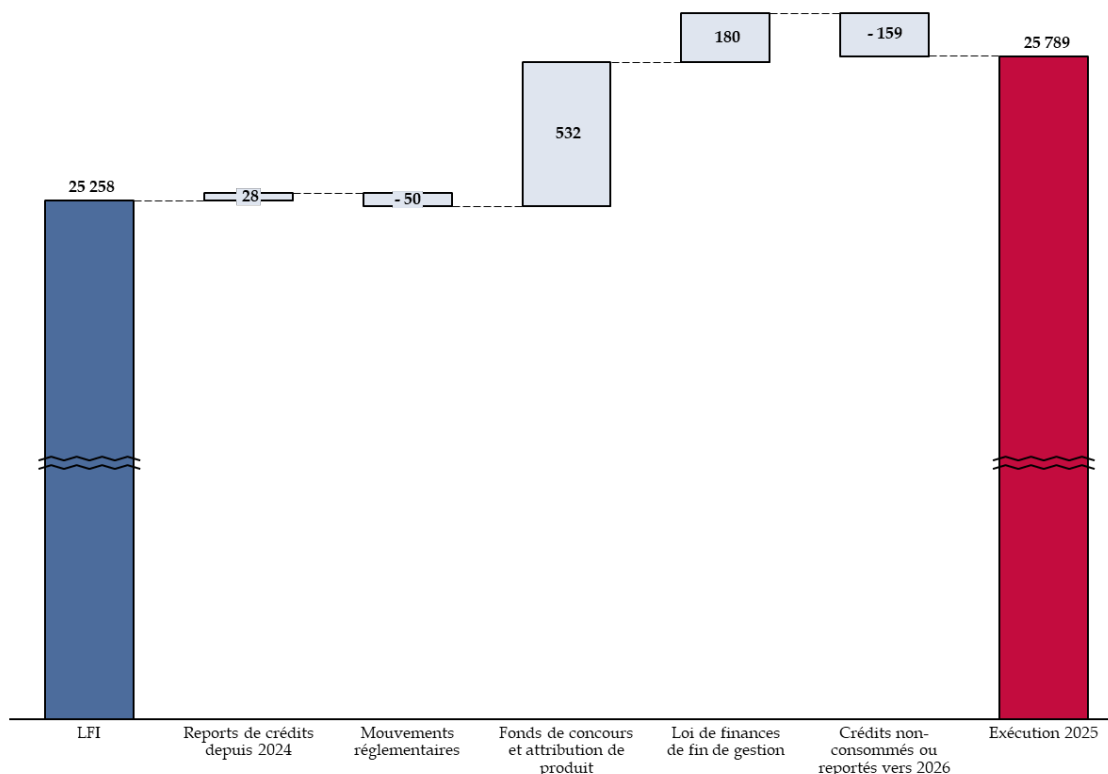 180
- 159
25 789
532
25 258
28
- 50
LFI
Reports de crédits
depuis 2024
Mouvements
réglementaires
Fonds de concours
et attribution de
produit
Loi de finances
de fin de gestion
Crédits non-
consommés ou
reportés vers 2026
Exécution 2025